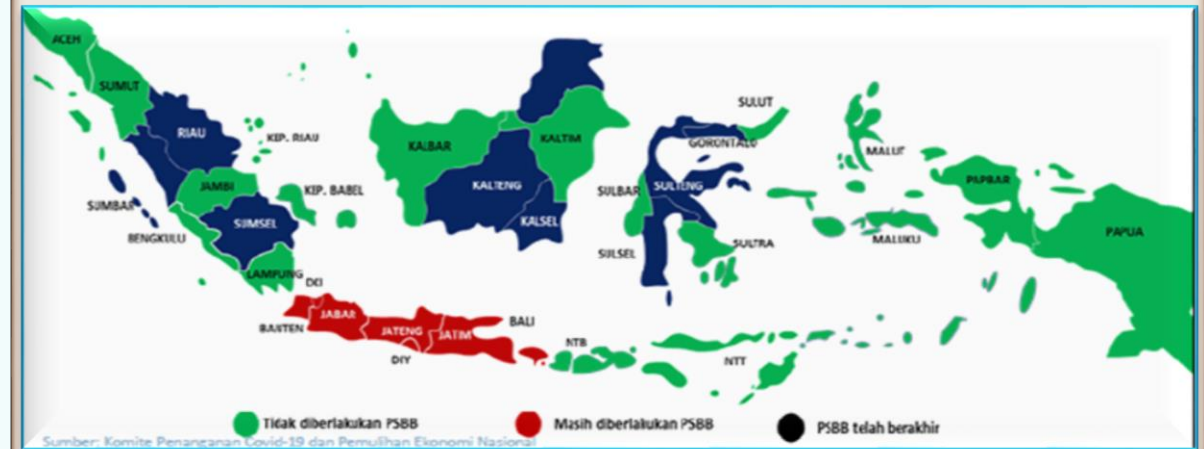 ACEH
SUMUT
RIAU
KEP. RIAU
SUMBAR
JAMBI
KEP. BABEL
BENGKULU
SUMSEL
LAMPUNG
DKI
BANTEN
JABAR
JATENG
DIY
JATIM
BALI
NTB
NTT
KALBAR
KALTENG
KALTIM
KALSEL
SULUT
GORONTALO
SULBAR
SULTENG
SULSEL
SULTRA
MALUT
MALUKU
PAPBAR
PAPUA
Tidak diberlakukan PSBB
Masih diberlakukan PSBB
PSBB telah berakhir
Sumber: Komite Penanganan Covid-19 dan Pemulihan Ekonomi Nasional